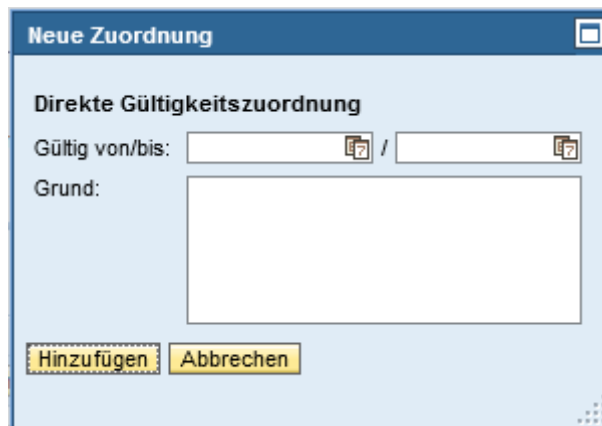 Neue Zuordnung
Direkte Gültigkeitszuordnung
Gültig von/bis: /
Grund:
Hinzufügen Abbrechen